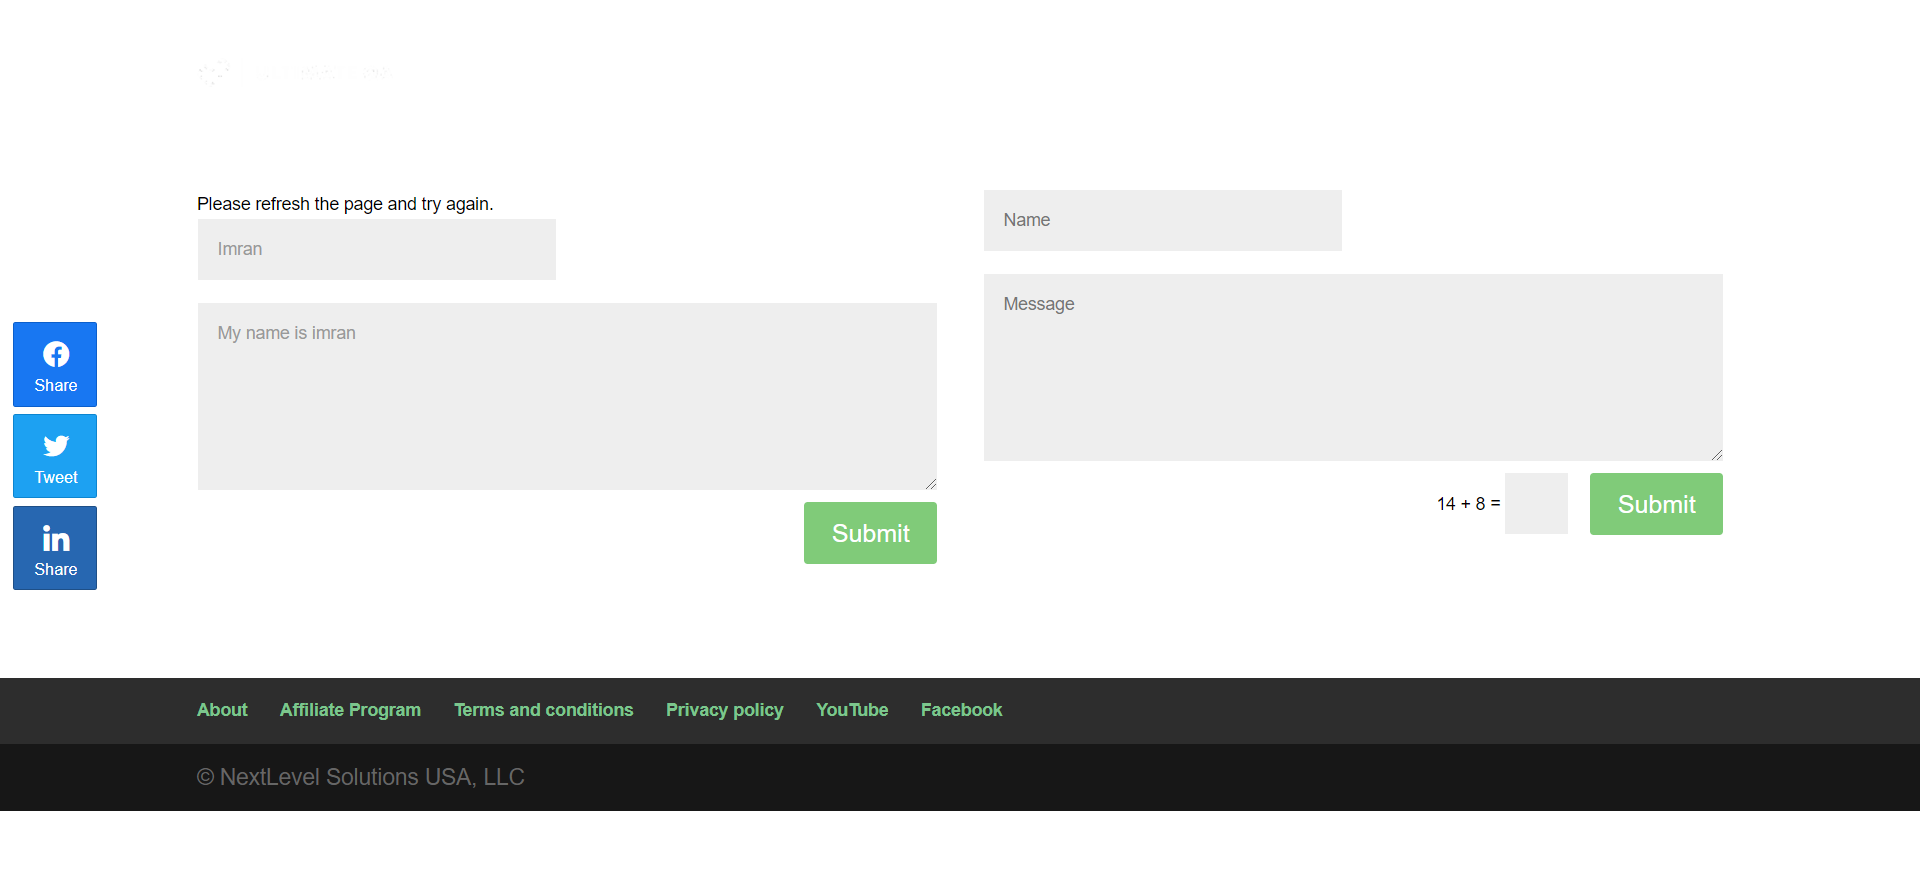 Please refresh the page and try again.
Imran
My name is imran
Submit
Name
Message
14 + 8 =
Submit
Share
Tweet
Share
About Affiliate Program Terms and conditions Privacy policy YouTube Facebook
© NextLevel Solutions USA, LLC